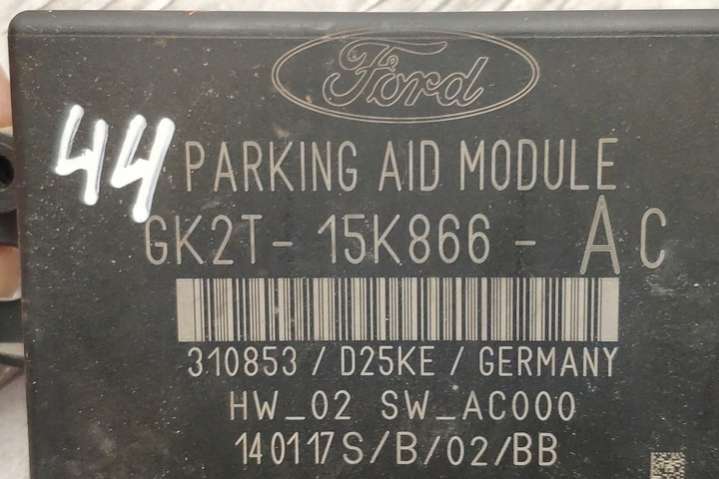 Ford
44
PARKING AID MODULE
GK2T - 15K866 - AC
310853 / D25KE / GERMANY
HW_02 SW_AC000
140117S/B/02/BB